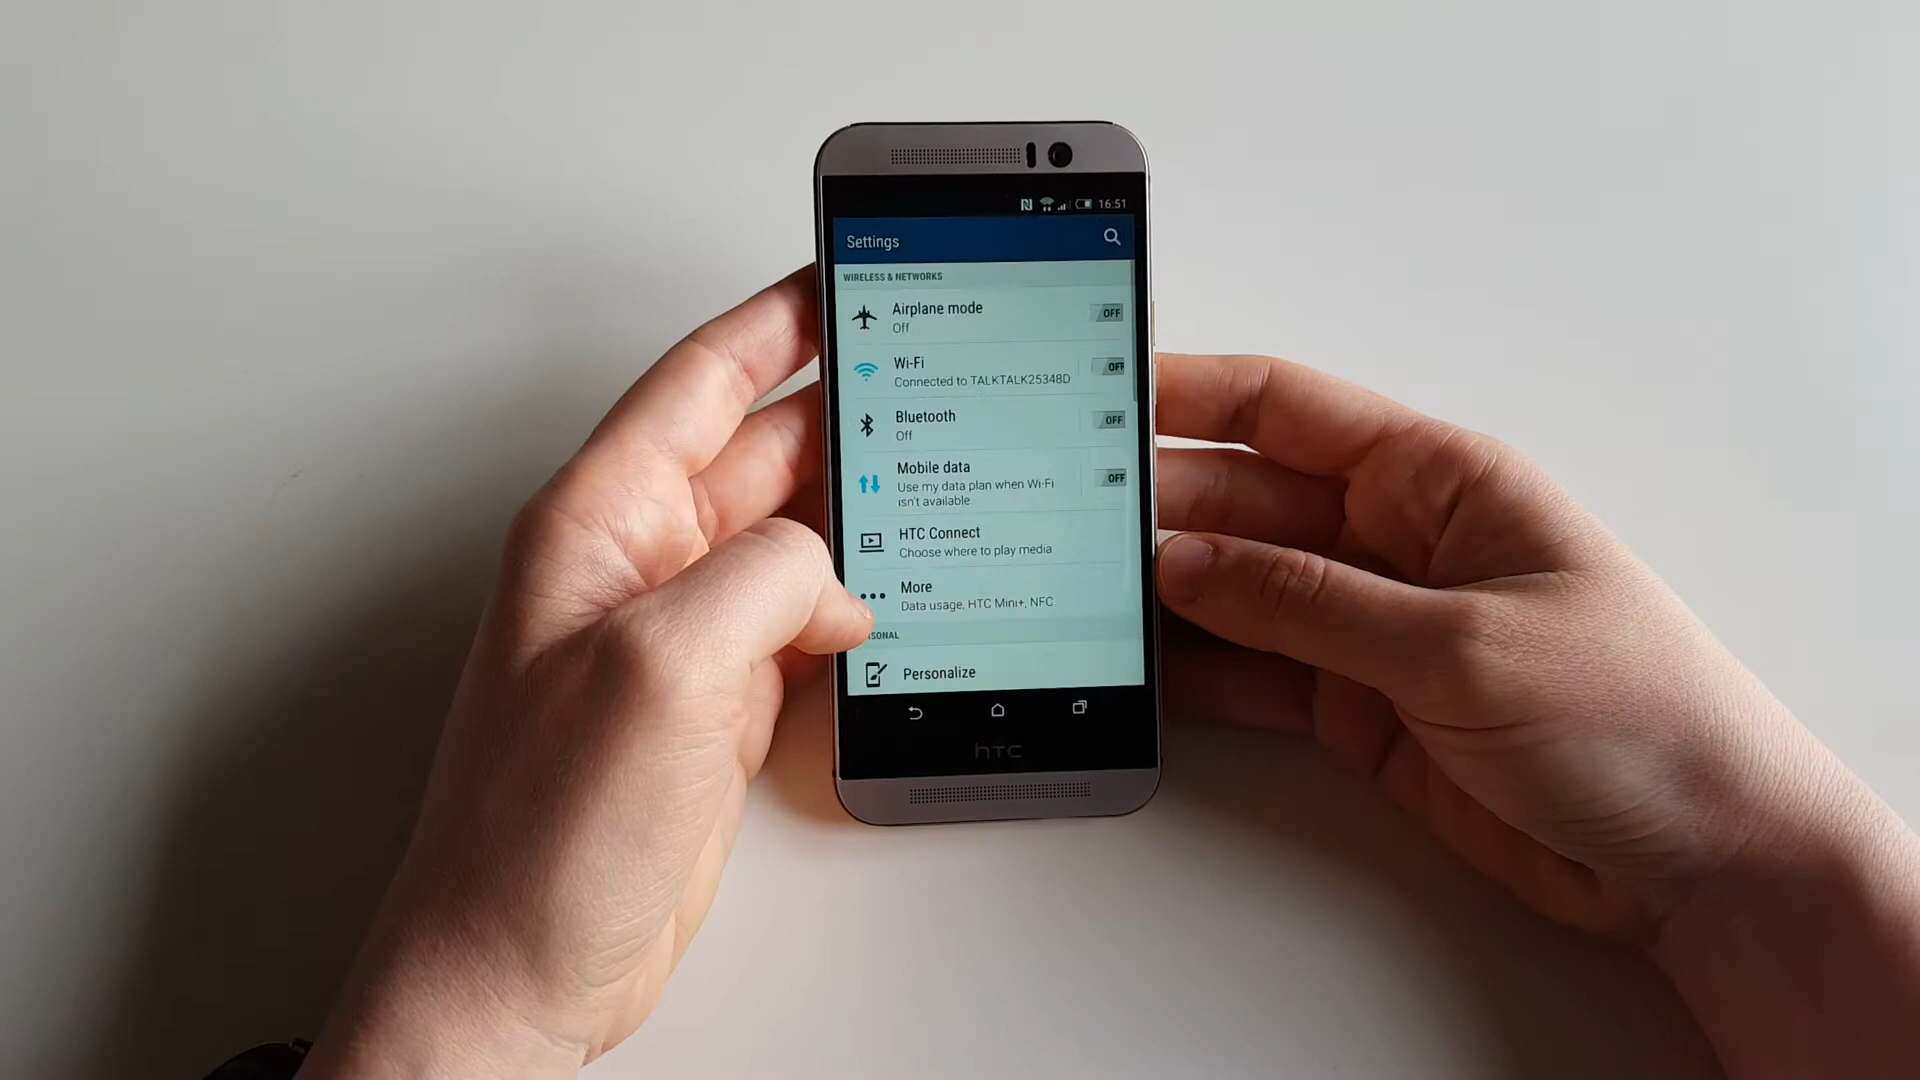 16:51
Settings
WIRELESS & NETWORKS
Airplane mode
Off
OFF
Wi-Fi
Connected to TALKTALK25348D
OFF
Bluetooth
Off
OFF
Mobile data
Use my data plan when Wi-Fi
isn't available.
OFF
HTC Connect
Choose where to play media
More
Data usage, HTC Mini+, NFC.
SONAL
Personalize
hTC